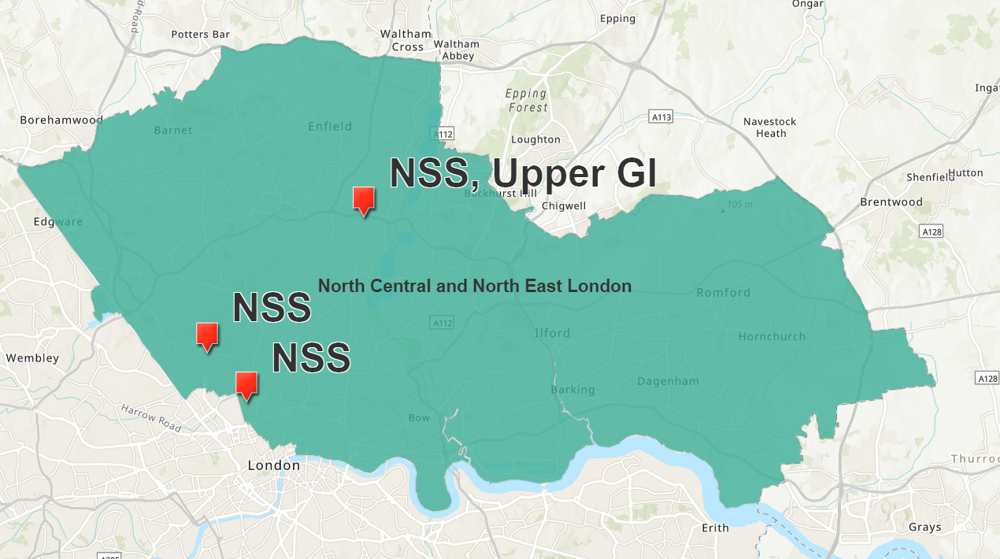 Ongar
Epping
Road
Potters Bar
Waltham
Cross
Waltham
Abbey
Epping
Forest
A113
Borehamwood
Barnet
Enfield
A112
Navestock
Heath
Loughton
NSS, Upper GI
Shenfield
Hutton
Buckhurst Hill
Chigwell
105 m
Brentwood
Edgware
A128
North Central and North East London
Romford
NSS
A112
Ilford
Hornchurch
NSS
Wembley
Dagenham
A128
Barking
Harrow Road
Bow
London
Erith
Grays